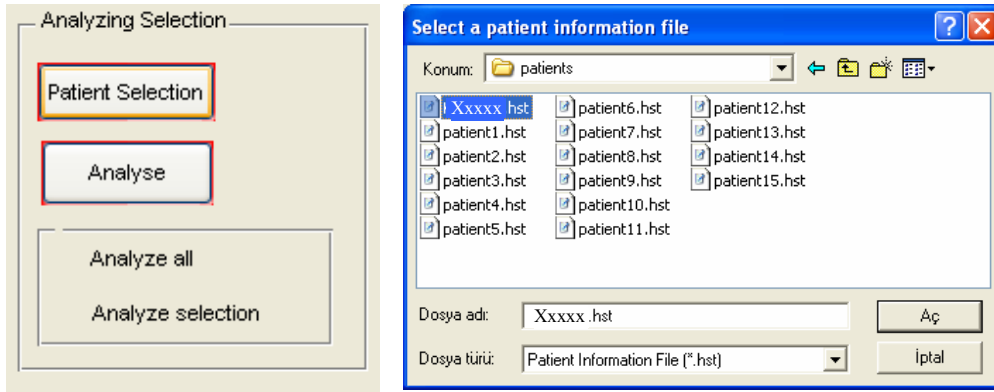 Analyzing Selection
Patient Selection
Analyse
Analyze all
Analyze selection
Select a patient information file
Konum: patients
Xxxxx hst
patient1.hst
patient2.hst
patient3.hst
patient4.hst
patient5.hst
patient6.hst
patient7.hst
patient8.hst
patient9.hst
patient10.hst
patient11.hst
patient12.hst
patient13.hst
patient14.hst
patient15.hst
Dosya adı: Xxxxx .hst
Aç
Dosya türü: Patient Information File (*.hst)
İptal